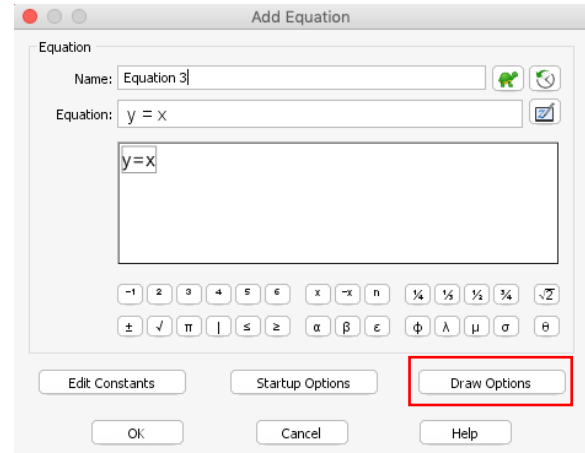 Add Equation
Equation
Name: Equation 3
Equation: y = x
y=x
⁻¹ ² ³ ⁴ ⁵ ⁶ ˣ ⁻ˣ ⁿ ¼ ⅓ ½ ¾ √2
± √ π | ≤ ≥ α β ε ϕ λ μ σ θ
Edit Constants Startup Options Draw Options
OK Cancel Help